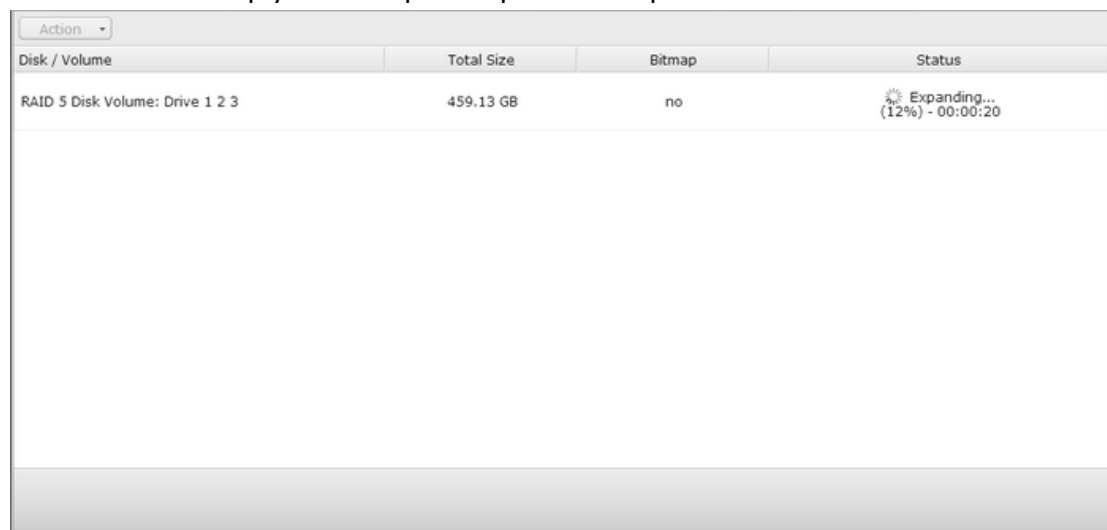 Action
Disk / Volume Total Size Bitmap Status
RAID 5 Disk Volume: Drive 1 2 3 459.13 GB no Expanding...
(12%) - 00:00:20